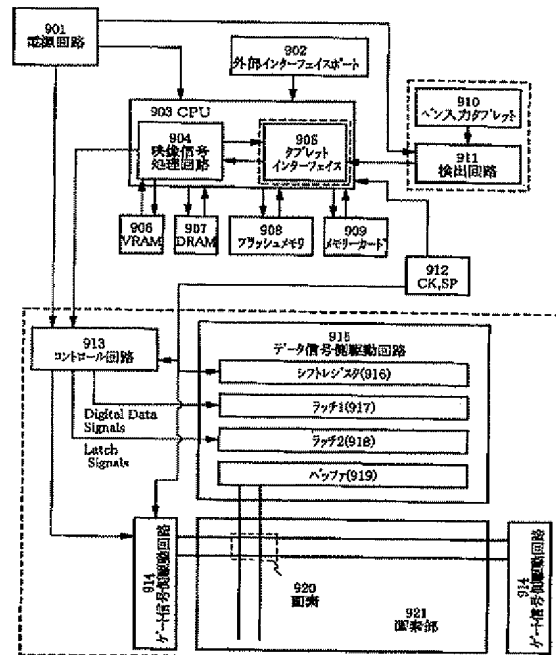 901
電源回路
902
外部インターフェイスポート
903 CPU
904
映像信号
処理回路
905
タブレット
インターフェイス
910
ペン入力タブレット
911
検出回路
906
VRAM
907
DRAM
908
フラッシュメモリ
909
メモリーカード
912
CK,SP
913
コントロール回路
915
データ信号側駆動回路
シフトレジスタ(916)
Digital Data
Signals
ラッチ1(917)
Latch
Signals
ラッチ2(918)
バッファ(919)
914
ゲート信号側駆動回路
920
画素
921
画素部
914
ゲート信号側駆動回路